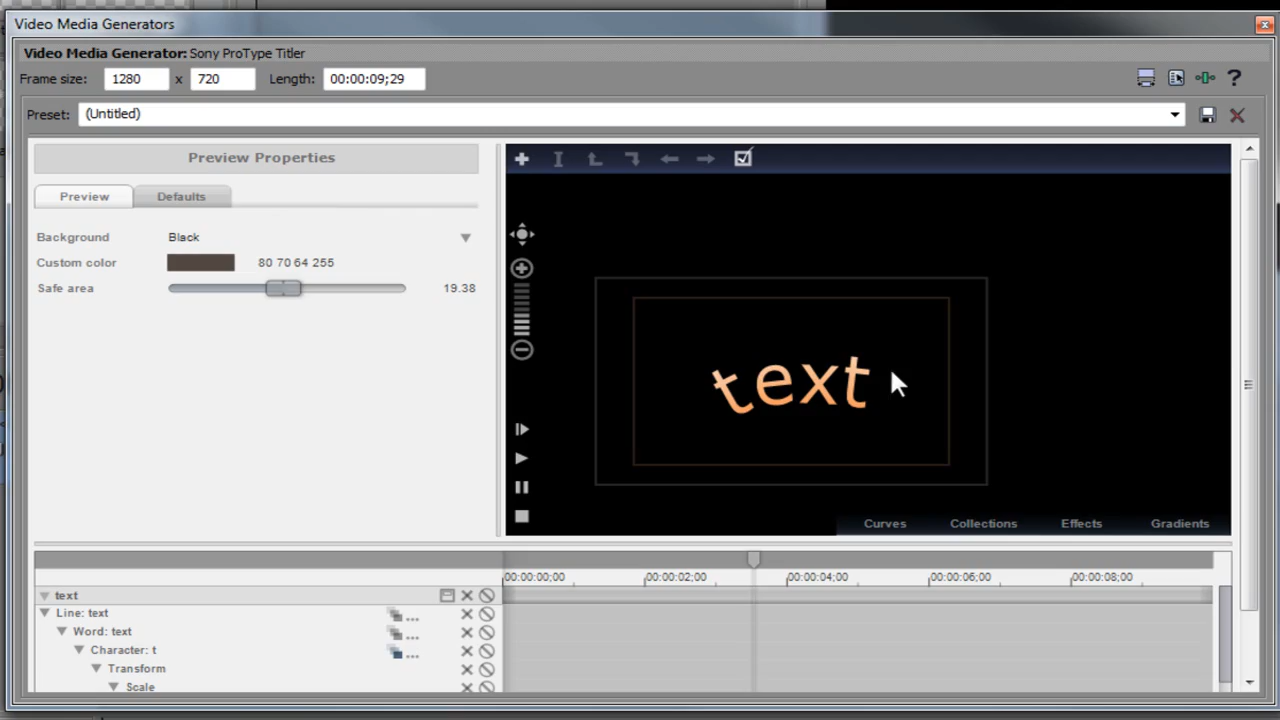 Video Media Generators
Video Media Generator: Sony ProType Titler
Frame size: 1280 x 720 Length: 00:00:09;29
Preset: (Untitled)
Preview Properties
Preview Defaults
Background Black
Custom color 80 70 64 255
Safe area 19.38
text
Curves Collections Effects Gradients
00:00:00;00 00:00:02;00 00:00:04;00 00:00:06;00 00:00:08;00
text
Line: text
Word: text
Character: t
Transform
Scale